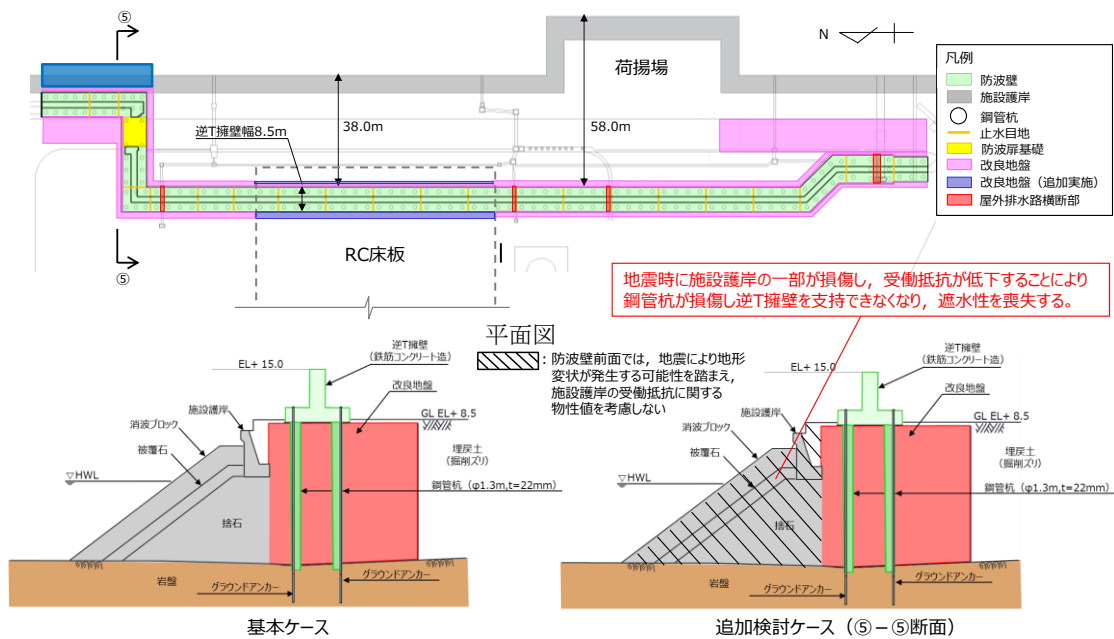 ⑤
荷揚場
N
凡例
防波壁
施設護岸
鋼管杭
止水目地
防波扉基礎
改良地盤
改良地盤（追加実施）
屋外排水路横断部
逆T擁壁幅8.5m
38.0m
58.0m
⑤
RC床板
地震時に施設護岸の一部が損傷し，受働抵抗が低下することにより
鋼管杭が損傷し逆T擁壁を支持できなくなり，遮水性を喪失する。
平面図
：防波壁前面では，地震により地形
変状が発生する可能性を踏まえ，
施設護岸の受働抵抗に関する
物性値を考慮しない
EL+ 15.0
逆T擁壁
（鉄筋コンクリート造）
改良地盤
施設護岸
GL EL+ 8.5
消波ブロック
被覆石
埋戻土
（掘削ズリ）
HWL
鋼管杭（φ1.3m,t=22mm）
捨石
岩盤
グラウンドアンカー
グラウンドアンカー
基本ケース
EL+ 15.0
逆T擁壁
（鉄筋コンクリート造）
改良地盤
施設護岸
GL EL+ 8.5
消波ブロック
被覆石
埋戻土
（掘削ズリ）
HWL
鋼管杭（φ1.3m,t=22mm）
捨石
岩盤
グラウンドアンカー
グラウンドアンカー
追加検討ケース（⑤－⑤断面）